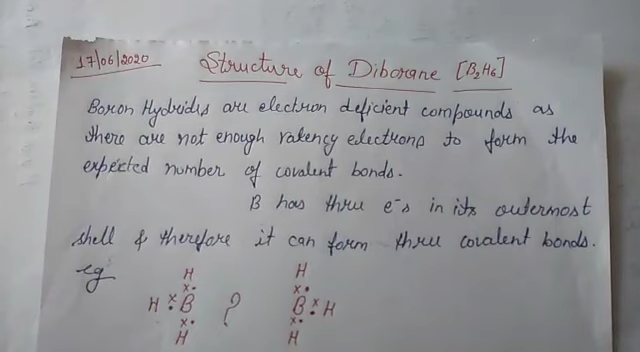 17/06/2020
Structure of Diborane [B₂H₆]
Boron Hydrides are electron deficient compounds as
there are not enough valency electrons to form the
expected number of covalent bonds.
B has three e⁻s in its outermost
shell & therefore it can form three covalent bonds.
eg
H H
x• x•
H x• B ? B x• H
x• x•
H H